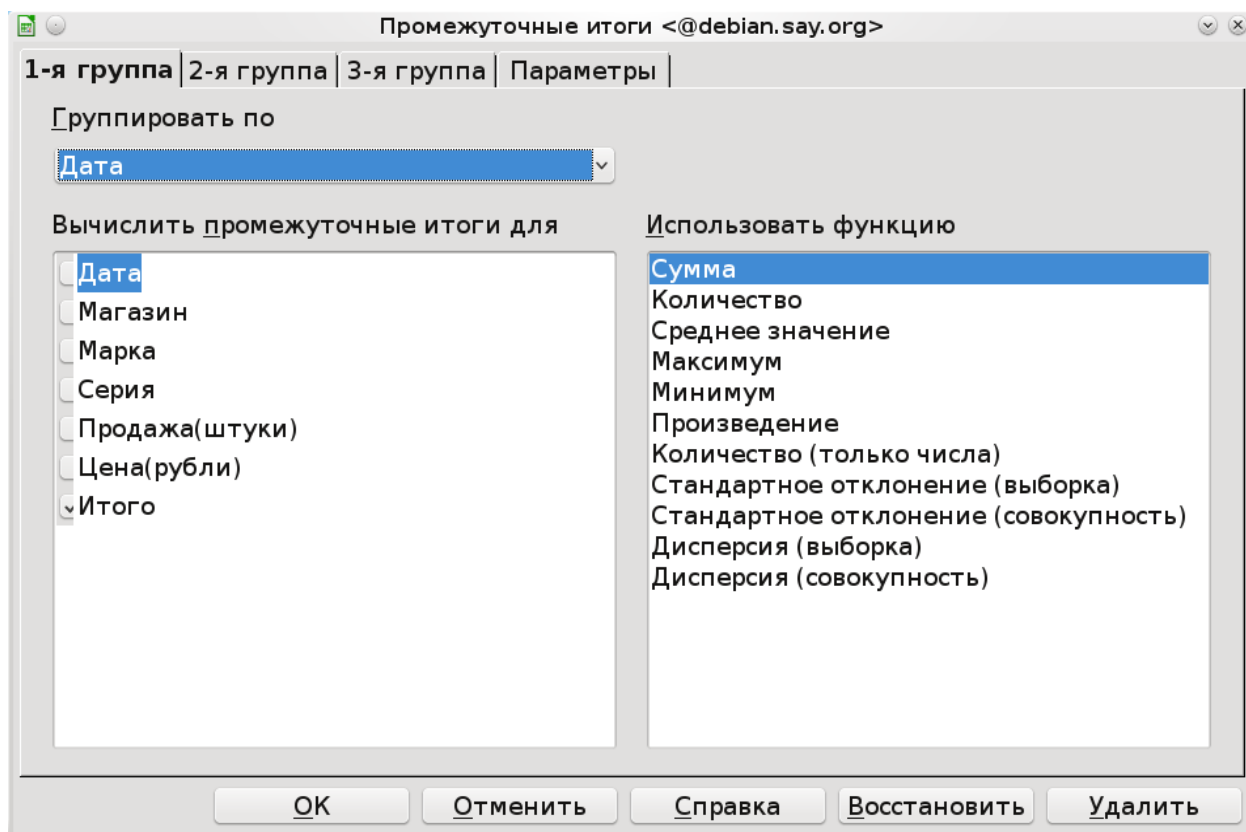 Промежуточные итоги <@debian.say.org>
1-я группа 2-я группа 3-я группа Параметры
Группировать по
Дата
Вычислить промежуточные итоги для
Дата
Магазин
Марка
Серия
Продажа(штуки)
Цена(рубли)
Итого
Использовать функцию
Сумма
Количество
Среднее значение
Максимум
Минимум
Произведение
Количество (только числа)
Стандартное отклонение (выборка)
Стандартное отклонение (совокупность)
Дисперсия (выборка)
Дисперсия (совокупность)
OK Отменить Справка Восстановить Удалить